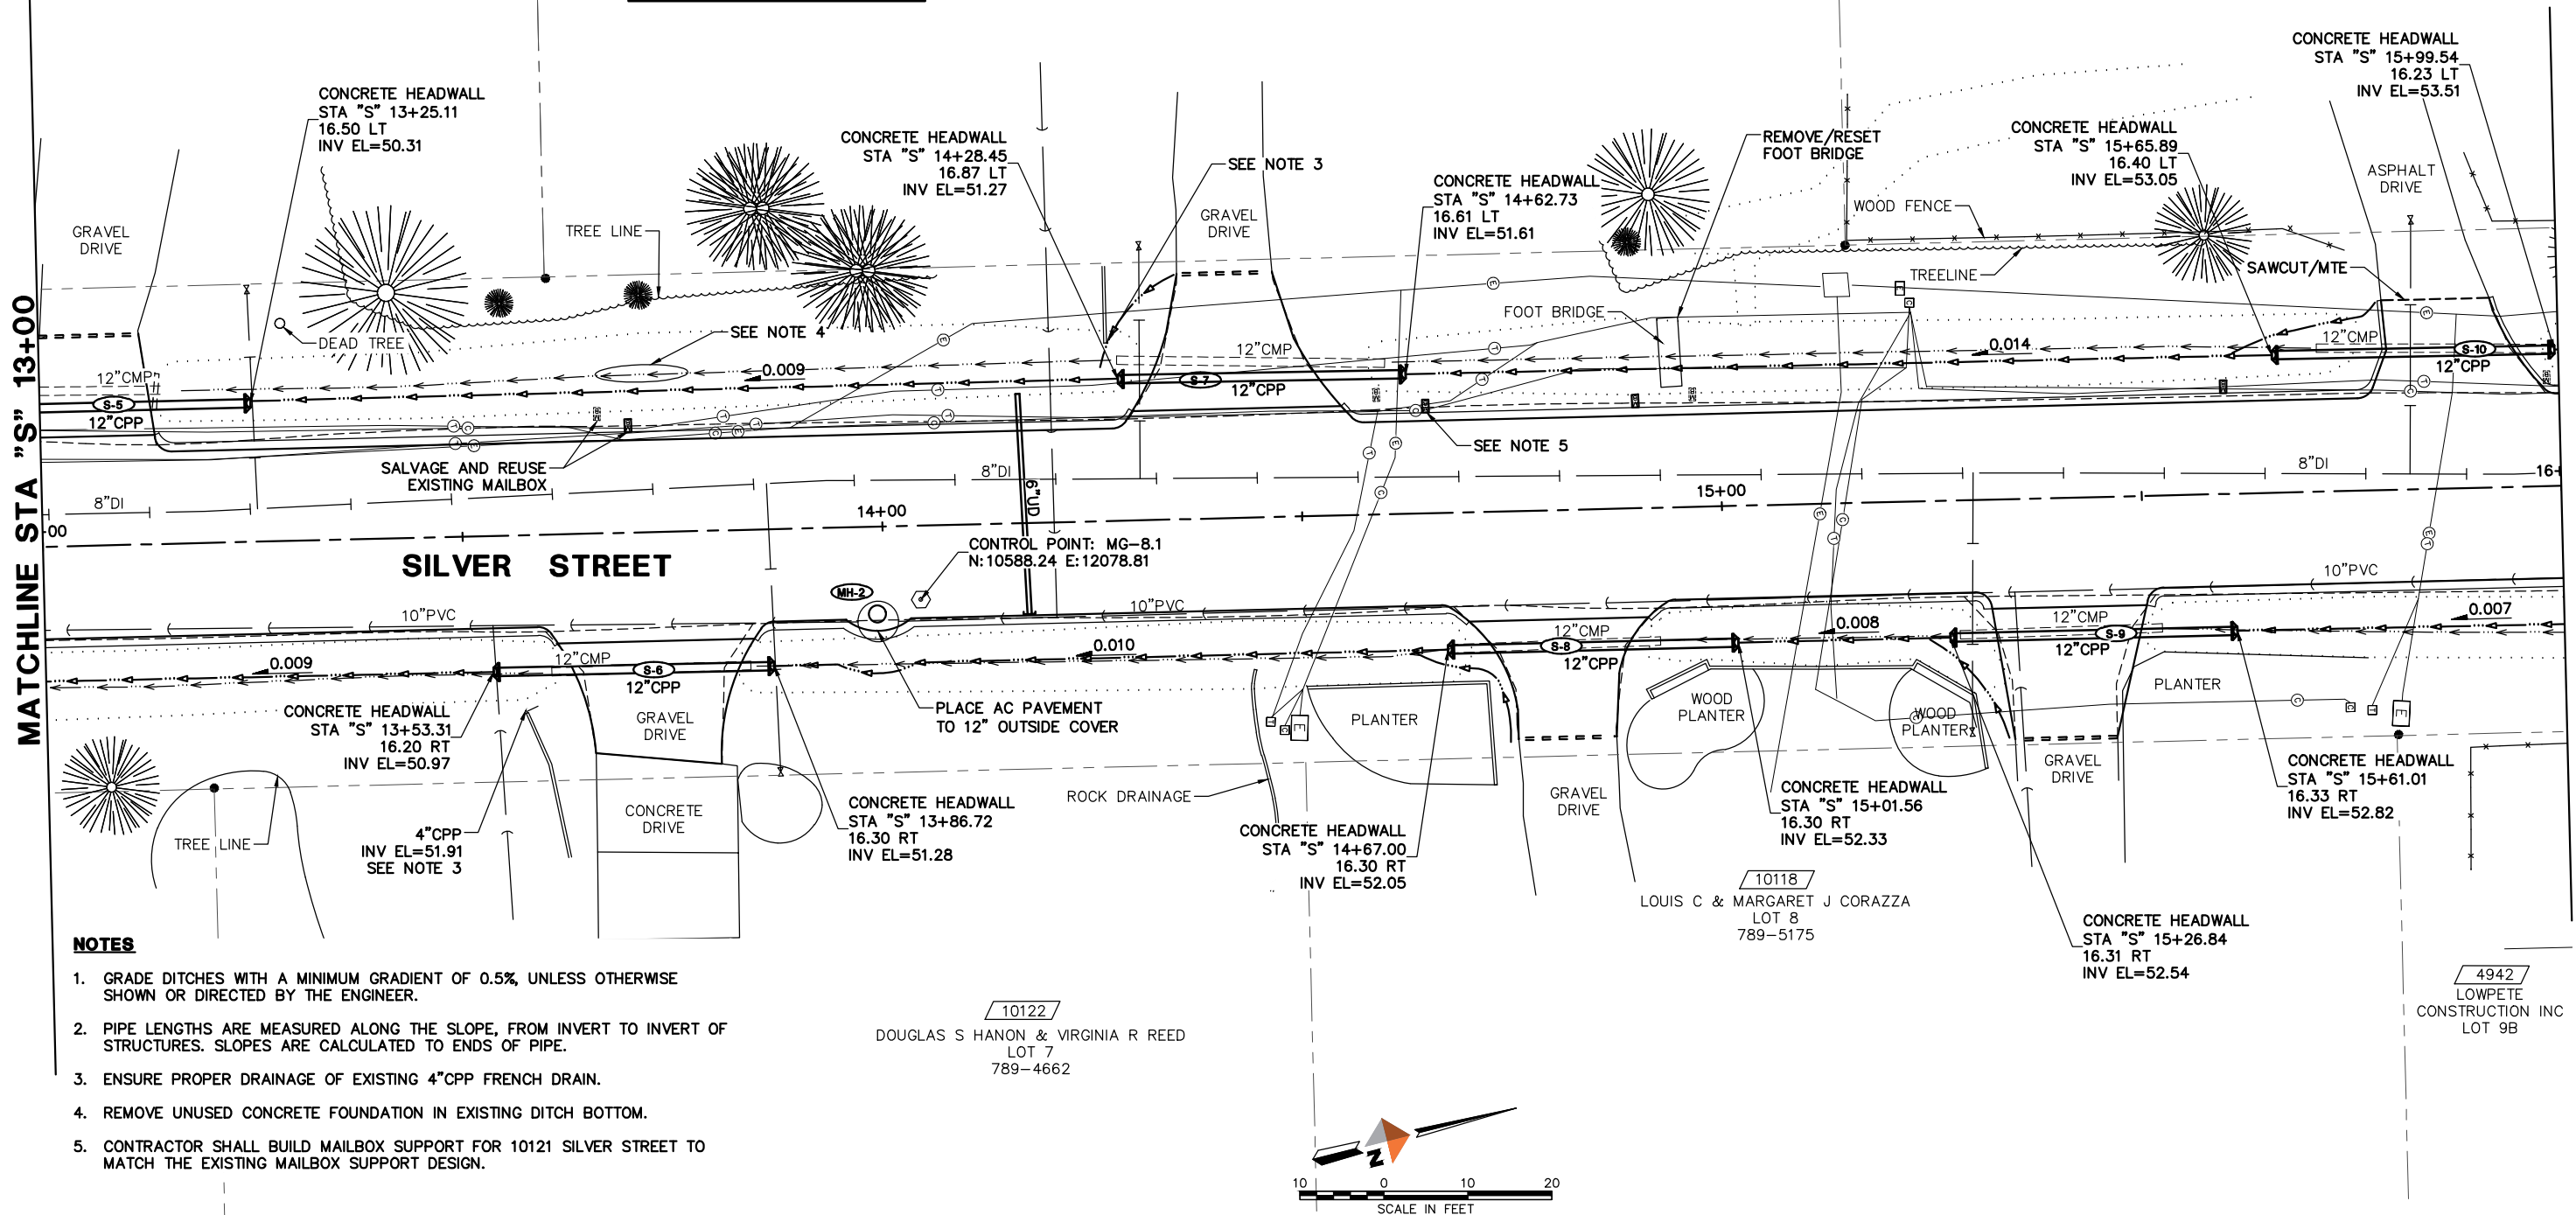 CONCRETE HEADWALL
STA "S" 13+25.11
16.50 LT
INV EL=50.31
CONCRETE HEADWALL
STA "S" 14+28.45
16.87 LT
INV EL=51.27
SEE NOTE 3
CONCRETE HEADWALL
STA "S" 14+62.73
16.61 LT
INV EL=51.61
REMOVE/RESET
FOOT BRIDGE
CONCRETE HEADWALL
STA "S" 15+65.89
16.40 LT
INV EL=53.05
CONCRETE HEADWALL
STA "S" 15+99.54
16.23 LT
INV EL=53.51
GRAVEL
DRIVE
TREE LINE
GRAVEL
DRIVE
WOOD FENCE
ASPHALT
DRIVE
TREELINE
SAWCUT/MTE
DEAD TREE
SEE NOTE 4
FOOT BRIDGE
12"CMP
0.009
12"CMP
0.014
12"CMP
S-5
12"CPP
S-7
12"CPP
S-10
12"CPP
SALVAGE AND REUSE
EXISTING MAILBOX
SEE NOTE 5
8"DI
8"DI
8"DI
6"UD
MATCHLINE STA "S" 13+00
00
14+00
15+00
16+
SILVER STREET
CONTROL POINT: MG-8.1
N:10588.24 E:12078.81
MH-2
10"PVC
10"PVC
10"PVC
0.009
12"CMP
S-6
12"CPP
0.010
12"CMP
S-8
12"CPP
0.008
12"CMP
S-9
12"CPP
0.007
CONCRETE HEADWALL
STA "S" 13+53.31
16.20 RT
INV EL=50.97
GRAVEL
DRIVE
PLACE AC PAVEMENT
TO 12" OUTSIDE COVER
PLANTER
WOOD
PLANTER
WOOD
PLANTER
PLANTER
GRAVEL
DRIVE
GRAVEL
DRIVE
CONCRETE HEADWALL
STA "S" 15+61.01
16.33 RT
INV EL=52.82
TREE LINE
4"CPP
INV EL=51.91
SEE NOTE 3
CONCRETE
DRIVE
CONCRETE HEADWALL
STA "S" 13+86.72
16.30 RT
INV EL=51.28
ROCK DRAINAGE
CONCRETE HEADWALL
STA "S" 14+67.00
16.30 RT
INV EL=52.05
CONCRETE HEADWALL
STA "S" 15+01.56
16.30 RT
INV EL=52.33
10118
LOUIS C & MARGARET J CORAZZA
LOT 8
789-5175
CONCRETE HEADWALL
STA "S" 15+26.84
16.31 RT
INV EL=52.54
4942
LOWPETE
CONSTRUCTION INC
LOT 9B
10122
DOUGLAS S HANON & VIRGINIA R REED
LOT 7
789-4662
NOTES
1. GRADE DITCHES WITH A MINIMUM GRADIENT OF 0.5%, UNLESS OTHERWISE
SHOWN OR DIRECTED BY THE ENGINEER.
2. PIPE LENGTHS ARE MEASURED ALONG THE SLOPE, FROM INVERT TO INVERT OF
STRUCTURES. SLOPES ARE CALCULATED TO ENDS OF PIPE.
3. ENSURE PROPER DRAINAGE OF EXISTING 4"CPP FRENCH DRAIN.
4. REMOVE UNUSED CONCRETE FOUNDATION IN EXISTING DITCH BOTTOM.
5. CONTRACTOR SHALL BUILD MAILBOX SUPPORT FOR 10121 SILVER STREET TO
MATCH THE EXISTING MAILBOX SUPPORT DESIGN.
N
10 0 10 20
SCALE IN FEET